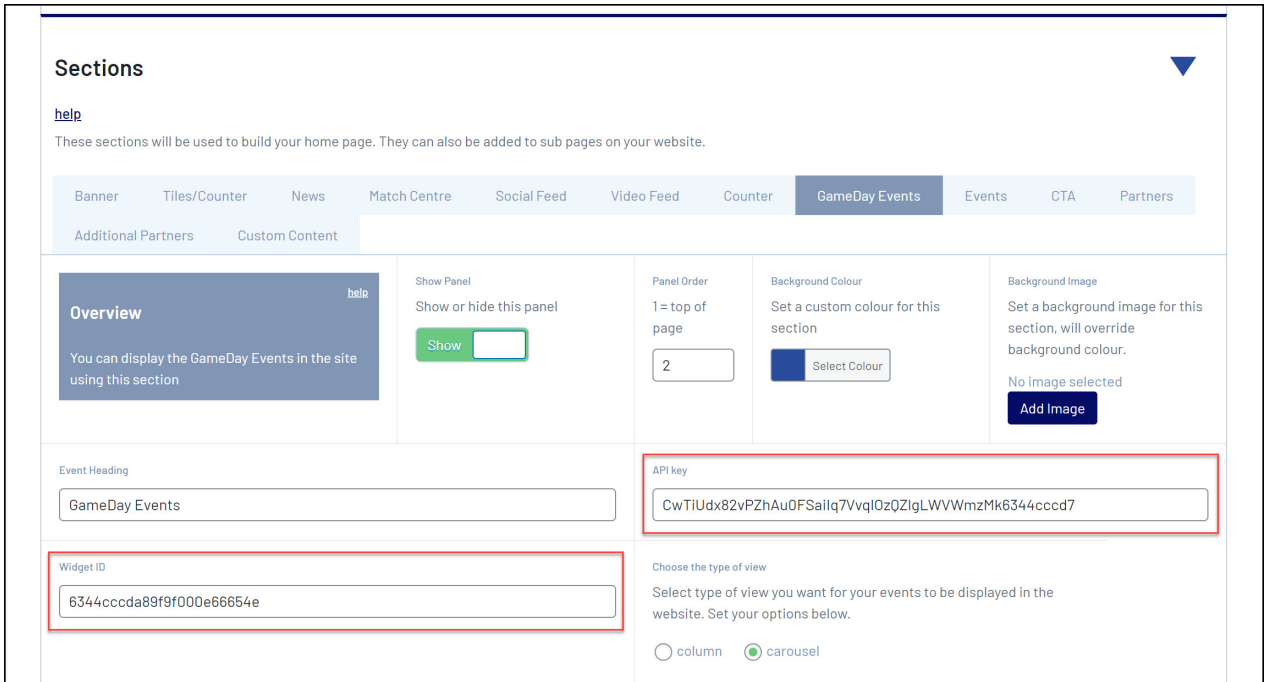 Sections
help
These sections will be used to build your home page. They can also be added to sub pages on your website.
Banner Tiles/Counter News Match Centre Social Feed Video Feed Counter GameDay Events Events CTA Partners
Additional Partners Custom Content
help
Overview
You can display the GameDay Events in the site
using this section
Show Panel
Show or hide this panel
Show
Panel Order
1 = top of
page
2
Background Colour
Set a custom colour for this
section
Select Colour
Background Image
Set a background image for this
section, will override
background colour.
No image selected
Add Image
Event Heading
GameDay Events
API key
CwTiUdx82vPZhAu0FSaiIq7VvqIOzQZIgLWVWmzMk6344cccd7
Widget ID
6344cccda89f9f000e66654e
Choose the type of view
Select type of view you want for your events to be displayed in the
website. Set your options below.
column carousel